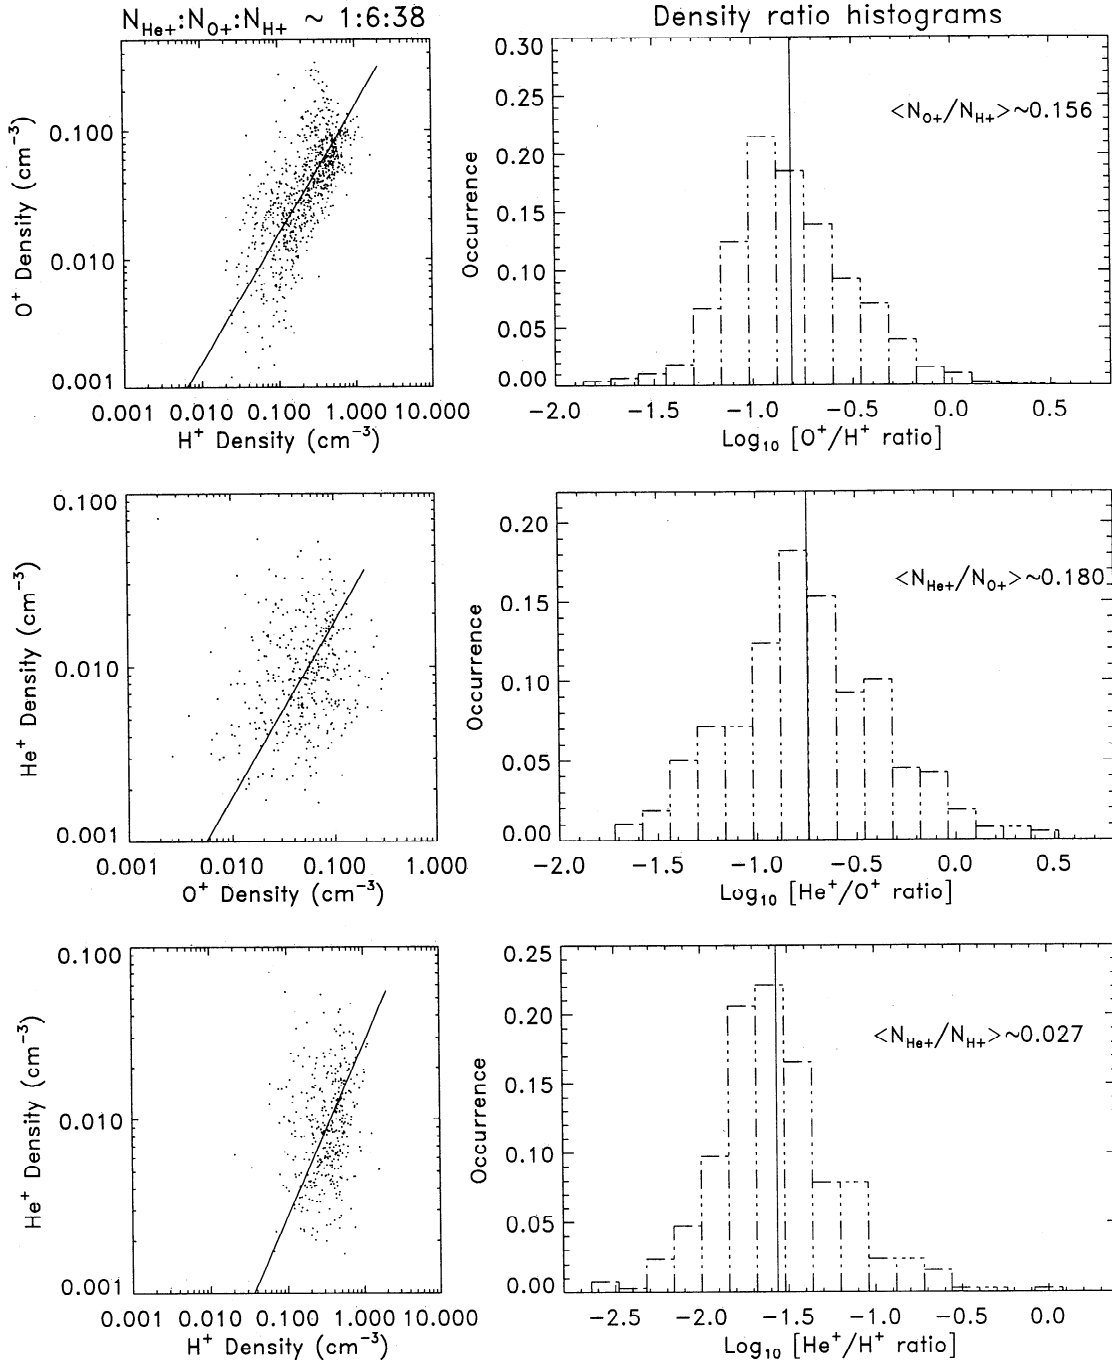 N_He+:N_O+:N_H+ ~ 1:6:38
Density ratio histograms
O⁺ Density (cm⁻³)
0.100
0.010
0.001
0.001 0.010 0.100 1.000 10.000
H⁺ Density (cm⁻³)
Occurrence
0.30
0.25
0.20
0.15
0.10
0.05
0.00
<N_O+/N_H+>~0.156
−2.0 −1.5 −1.0 −0.5 0.0 0.5
Log₁₀ [O⁺/H⁺ ratio]
He⁺ Density (cm⁻³)
0.100
0.010
0.001
0.001 0.010 0.100 1.000
O⁺ Density (cm⁻³)
Occurrence
0.20
0.15
0.10
0.05
0.00
<N_He+/N_O+>~0.180
−2.0 −1.5 −1.0 −0.5 0.0 0.5
Log₁₀ [He⁺/O⁺ ratio]
He⁺ Density (cm⁻³)
0.100
0.010
0.001
0.001 0.010 0.100 1.000 10.000
H⁺ Density (cm⁻³)
Occurrence
0.25
0.20
0.15
0.10
0.05
0.00
<N_He+/N_H+>~0.027
−2.5 −2.0 −1.5 −1.0 −0.5 0.0
Log₁₀ [He⁺/H⁺ ratio]